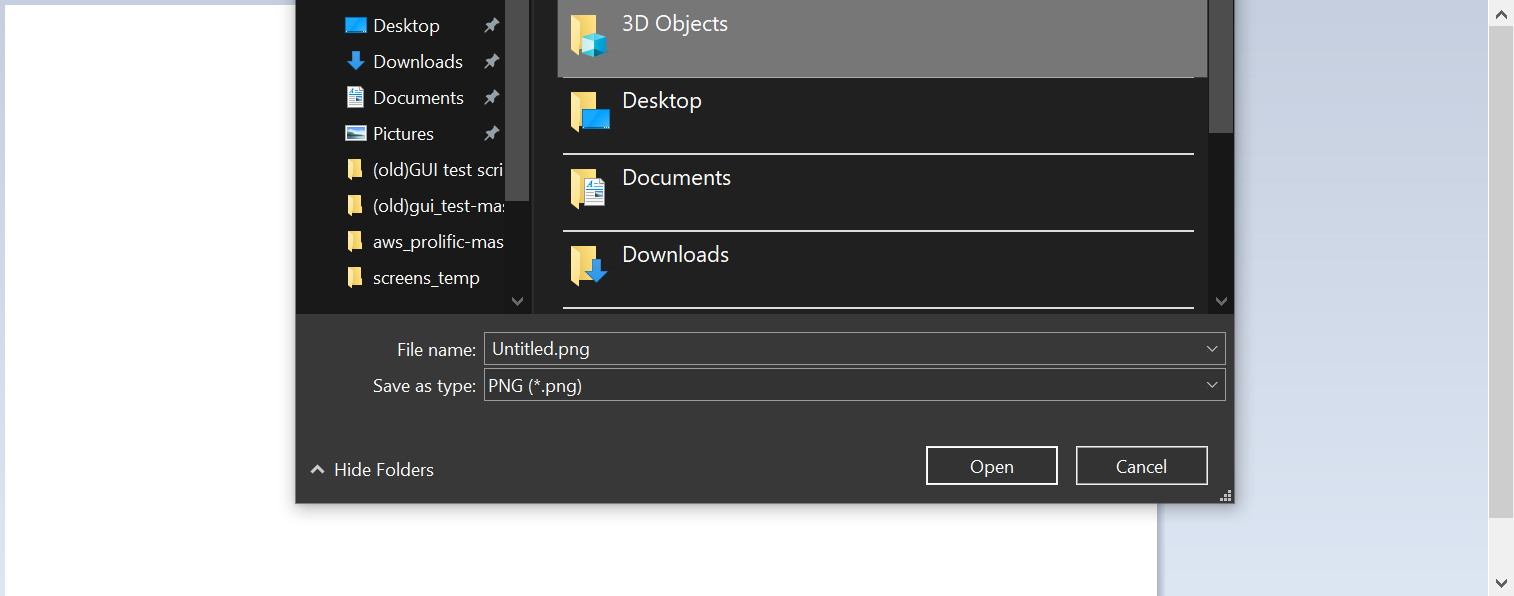 Desktop
Downloads
Documents
Pictures
(old)GUI test scri
(old)gui_test-mas
aws_prolific-mas
screens_temp
3D Objects
Desktop
Documents
Downloads
File name: Untitled.png
Save as type: PNG (*.png)
Hide Folders
Open
Cancel